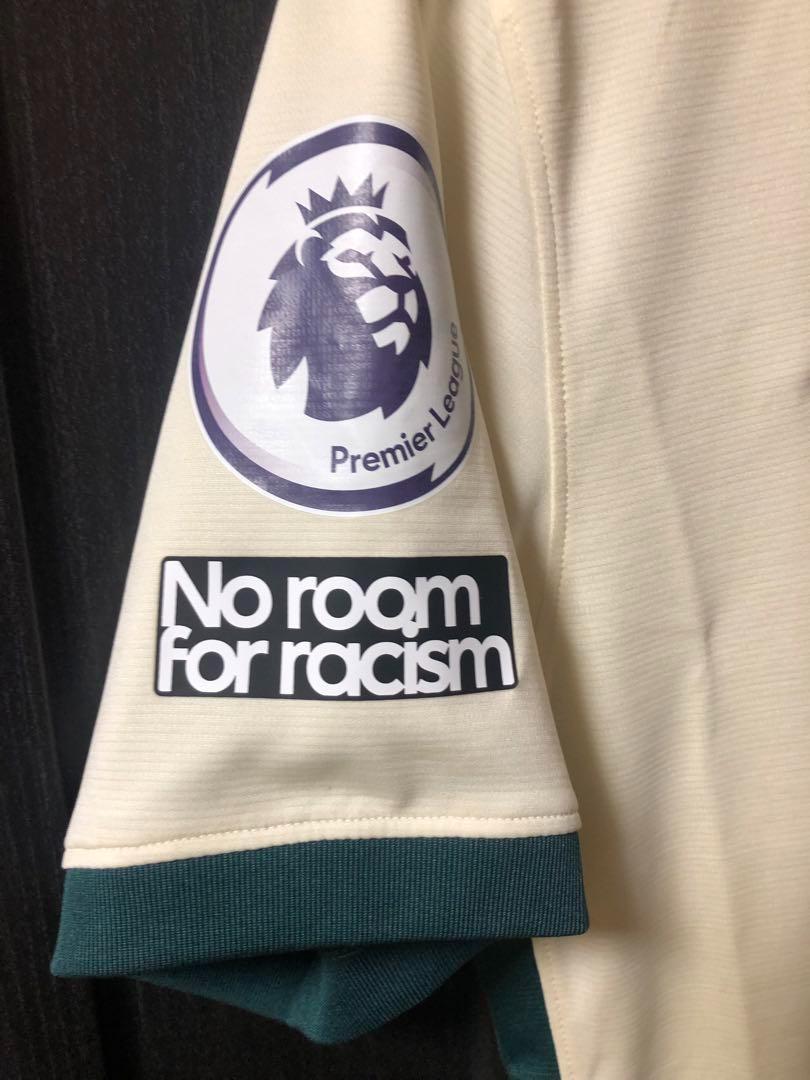 Premier League
No room
for racism